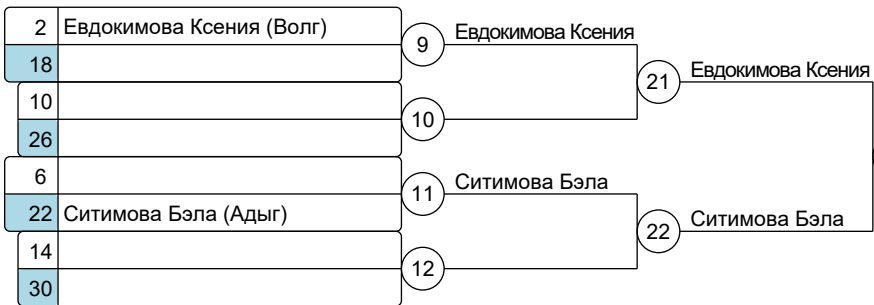 2 Евдокимова Ксения (Волг)
9 Евдокимова Ксения
18
21 Евдокимова Ксения
10
10
26
6
11 Ситимова Бэла
22 Ситимова Бэла (Адыг)
22 Ситимова Бэла
14
12
30